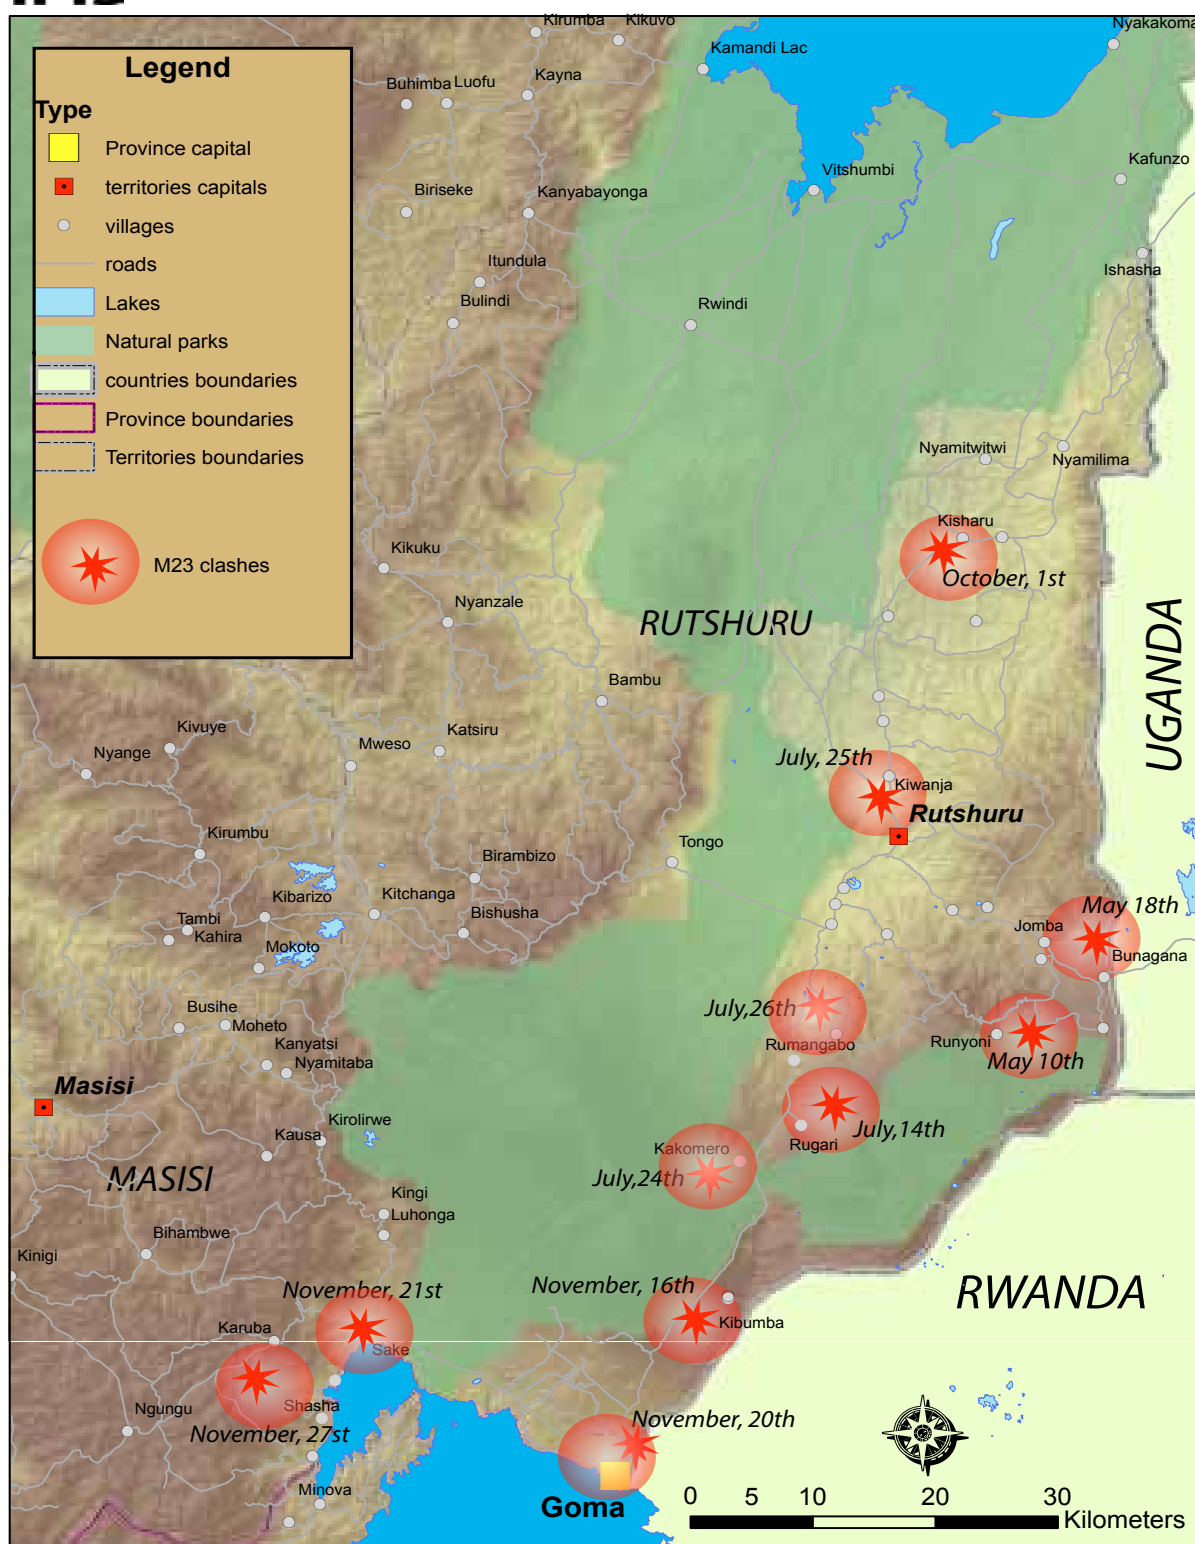 Legend
Type
Province capital
territories capitals
villages
roads
Lakes
Natural parks
countries boundaries
Province boundaries
Territories boundaries
M23 clashes
Kirumba
Kikuvo
Nyakakoma
Kamandi Lac
Buhimba
Luofu
Kayna
Kafunzo
Vitshumbi
Biriseke
Kanyabayonga
Itundula
Ishasha
Bulindi
Rwindi
Nyamitwitwi
Nyamilima
Kisharu
October, 1st
Kikuku
Nyanzale
RUTSHURU
UGANDA
Bambu
Kivuye
Nyange
Mweso
Katsiru
July, 25th
Kiwanja
Rutshuru
Kirumbu
Tongo
Birambizo
Kibarizo
Kitchanga
Bishusha
May 18th
Tambi
Kahira
Jomba
Mokoto
Bunagana
Busihe
Moheto
July,26th
Kanyatsi
Rumangabo
Runyoni
Nyamitaba
May 10th
Masisi
Kirolirwe
Kausa
July,14th
Rugari
Kakomero
July,24th
MASISI
Kingi
Luhonga
Bihambwe
Kinigi
November, 21st
November, 16th
RWANDA
Karuba
Kibumba
Sake
Shasha
Ngungu
November, 27st
November, 20th
Minova
Goma
0 5 10 20 30
Kilometers